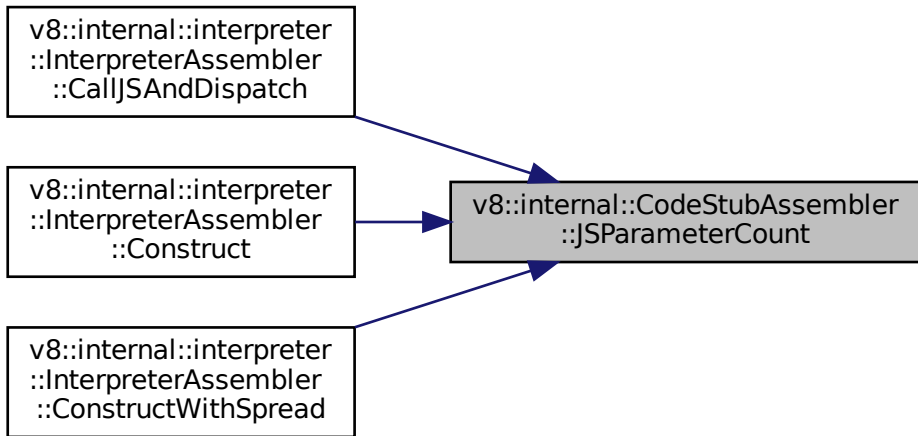 v8::internal::interpreter
::InterpreterAssembler
::CallJSAndDispatch
v8::internal::interpreter
::InterpreterAssembler
::Construct
v8::internal::interpreter
::InterpreterAssembler
::ConstructWithSpread
v8::internal::CodeStubAssembler
::JSParameterCount